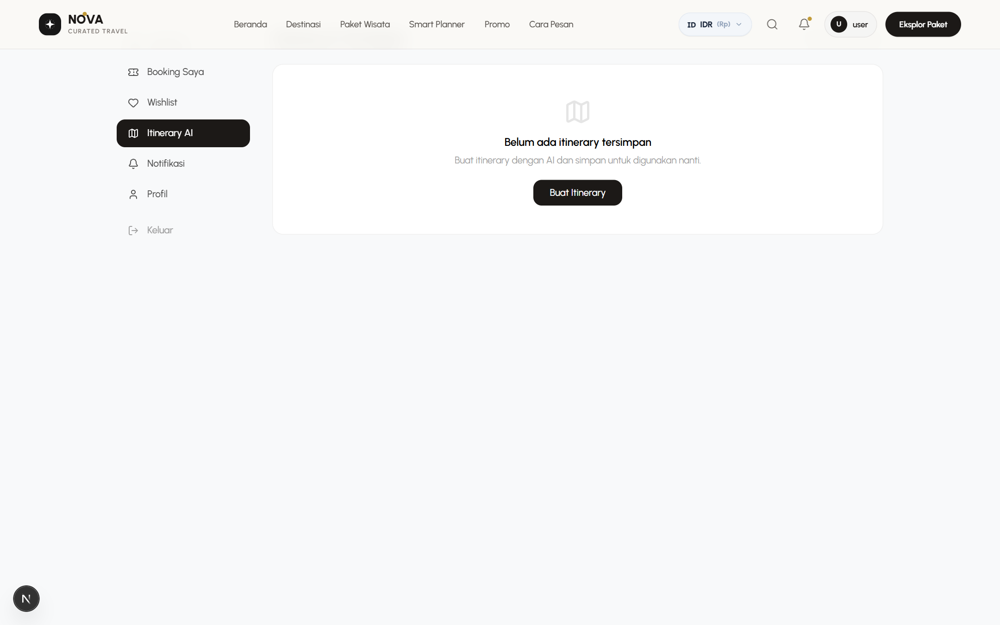 NOVA
CURATED TRAVEL
Beranda
Destinasi
Paket Wisata
Smart Planner
Promo
Cara Pesan
ID IDR (Rp)
U user
Eksplor Paket
Booking Saya
Wishlist
Itinerary AI
Notifikasi
Profil
Keluar
Belum ada itinerary tersimpan
Buat itinerary dengan AI dan simpan untuk digunakan nanti.
Buat Itinerary
N